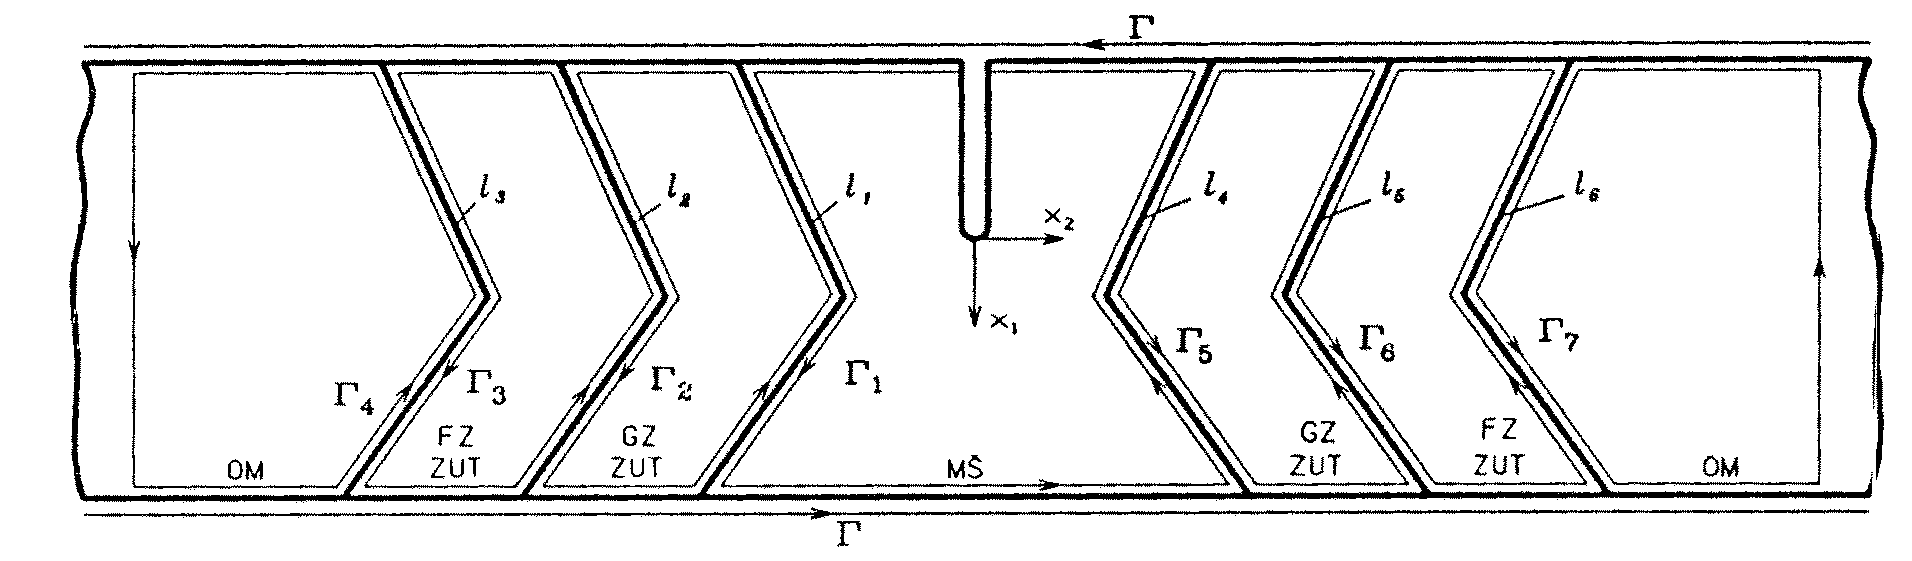 Γ
l₃
l₂
l₁
x₂
l₄
l₅
l₆
x₁
Γ₄
Γ₃
Γ₂
Γ₁
Γ₅
Γ₆
Γ₇
OM
FZ
ZUT
GZ
ZUT
MŠ
GZ
ZUT
FZ
ZUT
OM
Γ